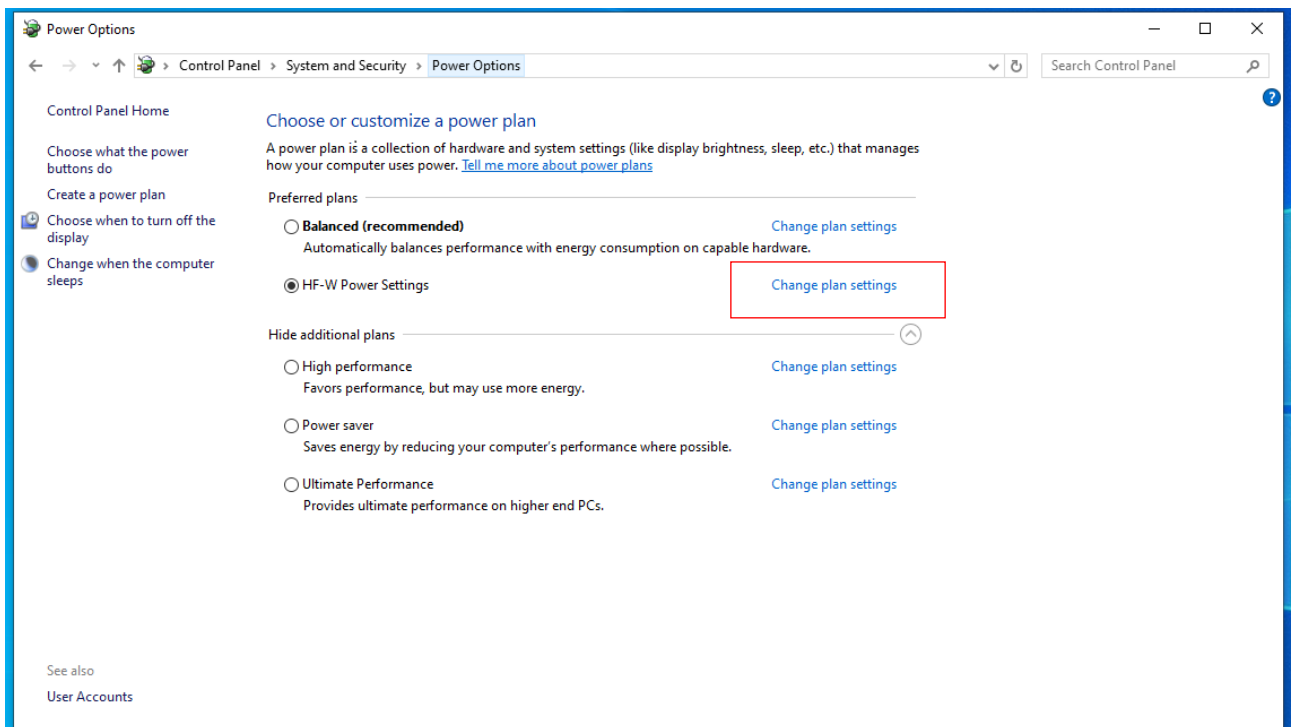 Power Options
Control Panel > System and Security > Power Options
Search Control Panel
?
Control Panel Home
Choose what the power
buttons do
Create a power plan
Choose when to turn off the
display
Change when the computer
sleeps
Choose or customize a power plan
A power plan is a collection of hardware and system settings (like display brightness, sleep, etc.) that manages
how your computer uses power. Tell me more about power plans
Preferred plans
Balanced (recommended) Change plan settings
Automatically balances performance with energy consumption on capable hardware.
HF-W Power Settings Change plan settings
Hide additional plans
High performance Change plan settings
Favors performance, but may use more energy.
Power saver Change plan settings
Saves energy by reducing your computer's performance where possible.
Ultimate Performance Change plan settings
Provides ultimate performance on higher end PCs.
See also
User Accounts